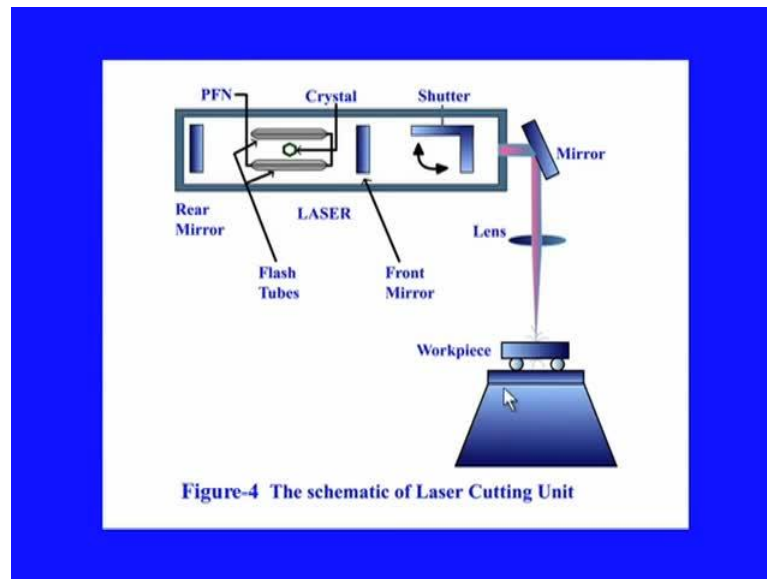 PFN
Crystal
Shutter
Mirror
Rear
Mirror
LASER
Lens
Flash
Tubes
Front
Mirror
Workpiece
Figure-4 The schematic of Laser Cutting Unit